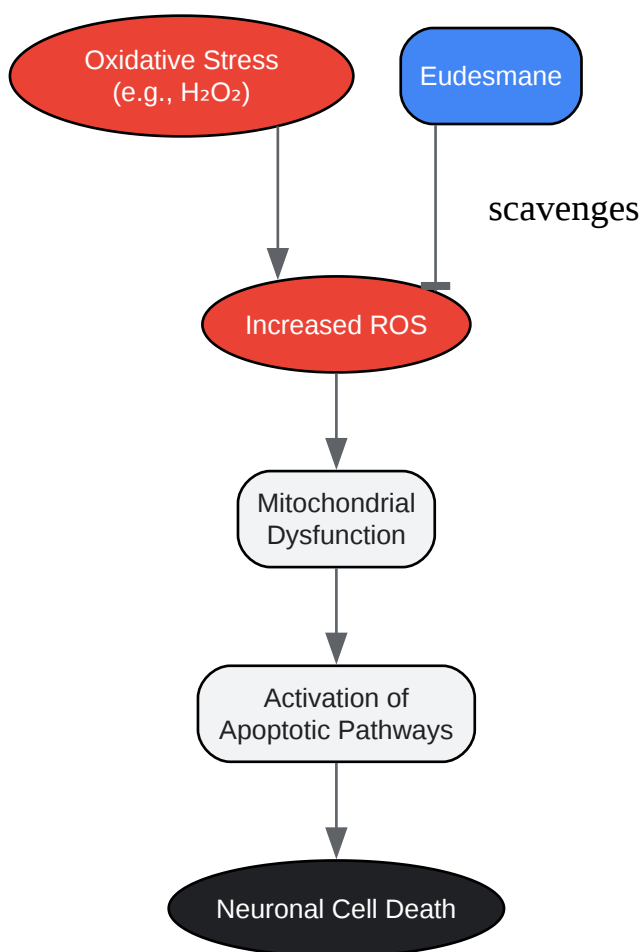 Oxidative Stress
(e.g., H₂O₂)
Eudesmane
scavenges
Increased ROS
Mitochondrial
Dysfunction
Activation of
Apoptotic Pathways
Neuronal Cell Death